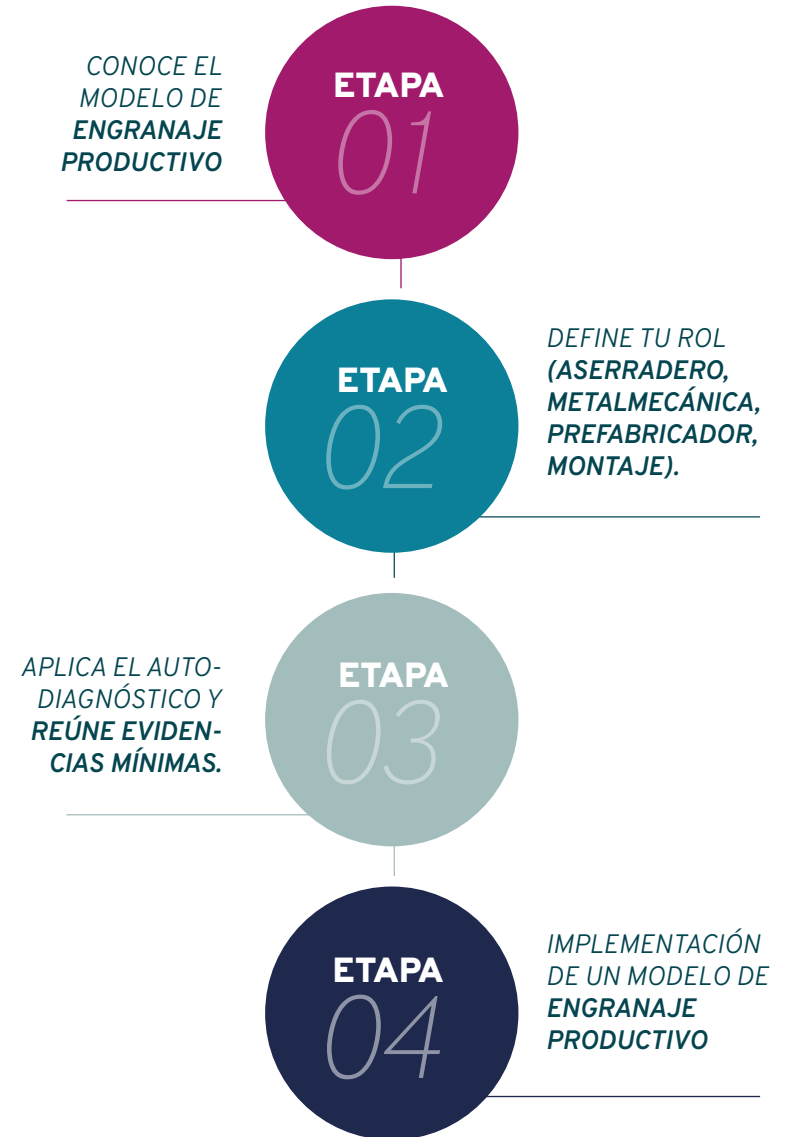 ETAPA
01
CONOCE EL
MODELO DE
ENGRANAJE
PRODUCTIVO
ETAPA
02
DEFINE TU ROL
(ASERRADERO,
METALMECÁNICA,
PREFABRICADOR,
MONTAJE).
ETAPA
03
APLICA EL AUTO-
DIAGNÓSTICO Y
REÚNE EVIDEN-
CIAS MÍNIMAS.
ETAPA
04
IMPLEMENTACIÓN
DE UN MODELO DE
ENGRANAJE
PRODUCTIVO